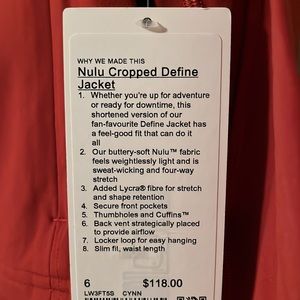 WHY WE MADE THIS
Nulu Cropped Define
Jacket
1. Whether you're up for adventure
or ready for downtime, this
shortened version of our
fan-favourite Define Jacket has
a feel-good fit that can do it
all
2. Our buttery-soft Nulu™ fabric
feels weightlessly light and is
sweat-wicking and four-way
stretch
3. Added Lycra® fibre for stretch
and shape retention
4. Secure front pockets
5. Thumbholes and Cuffins™
6. Back vent strategically placed
to provide airflow
7. Locker loop for easy hanging
8. Slim fit, waist length
6 $118.00
LW3FT5S CYNN